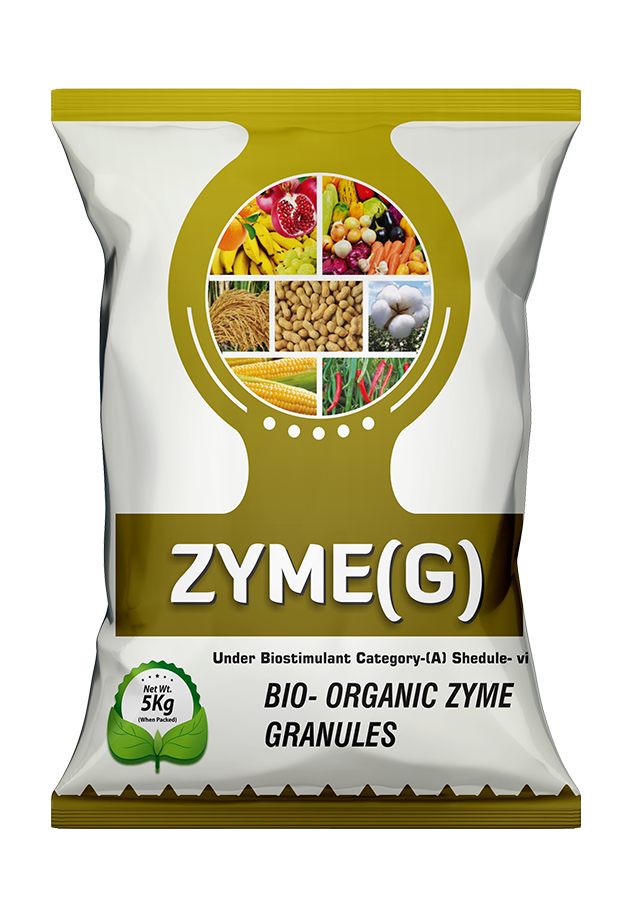 ZYME(G)
Under Biostimulant Category-(A) Shedule- vi
BIO- ORGANIC ZYME
GRANULES
Net Wt.
5Kg
(When Packed)